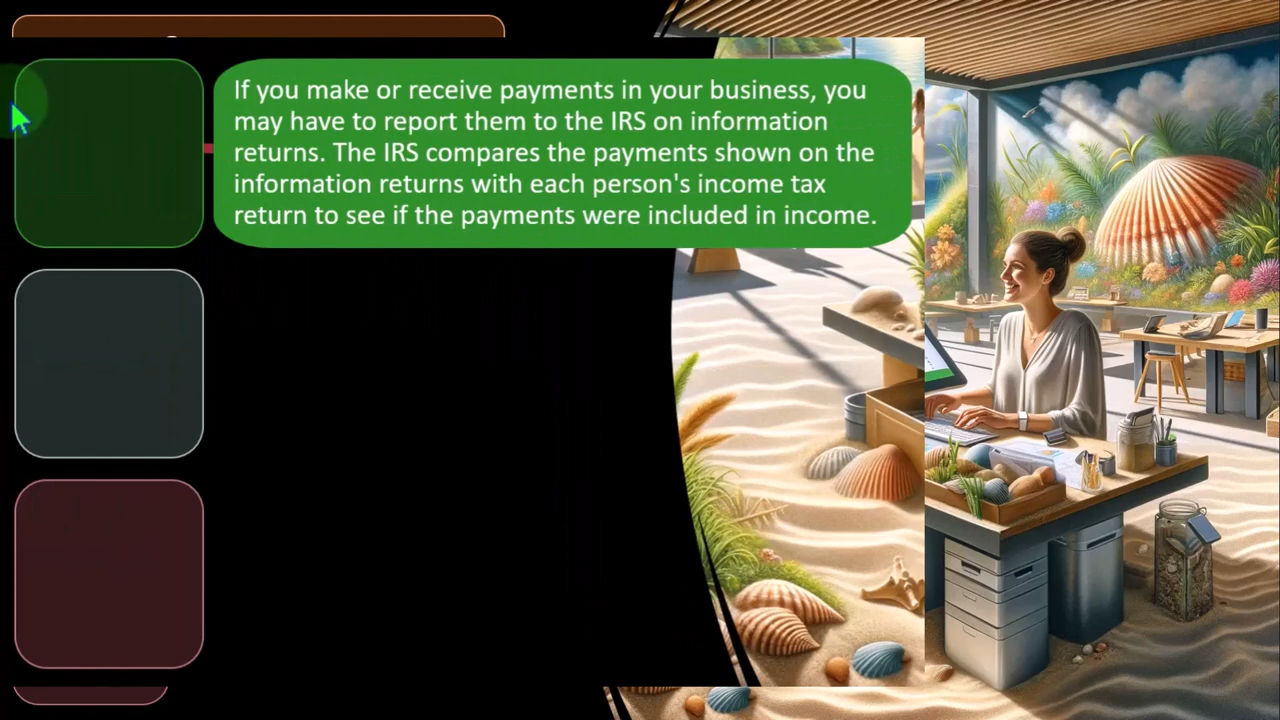 If you make or receive payments in your business, you
may have to report them to the IRS on information
returns. The IRS compares the payments shown on the
information returns with each person's income tax
return to see if the payments were included in income.